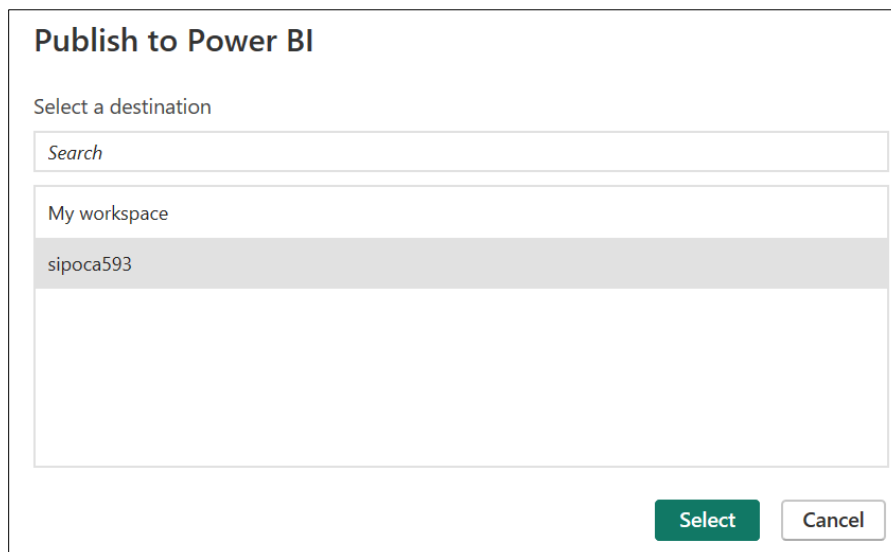 Publish to Power BI
Select a destination
Search
My workspace
sipoca593
Select Cancel